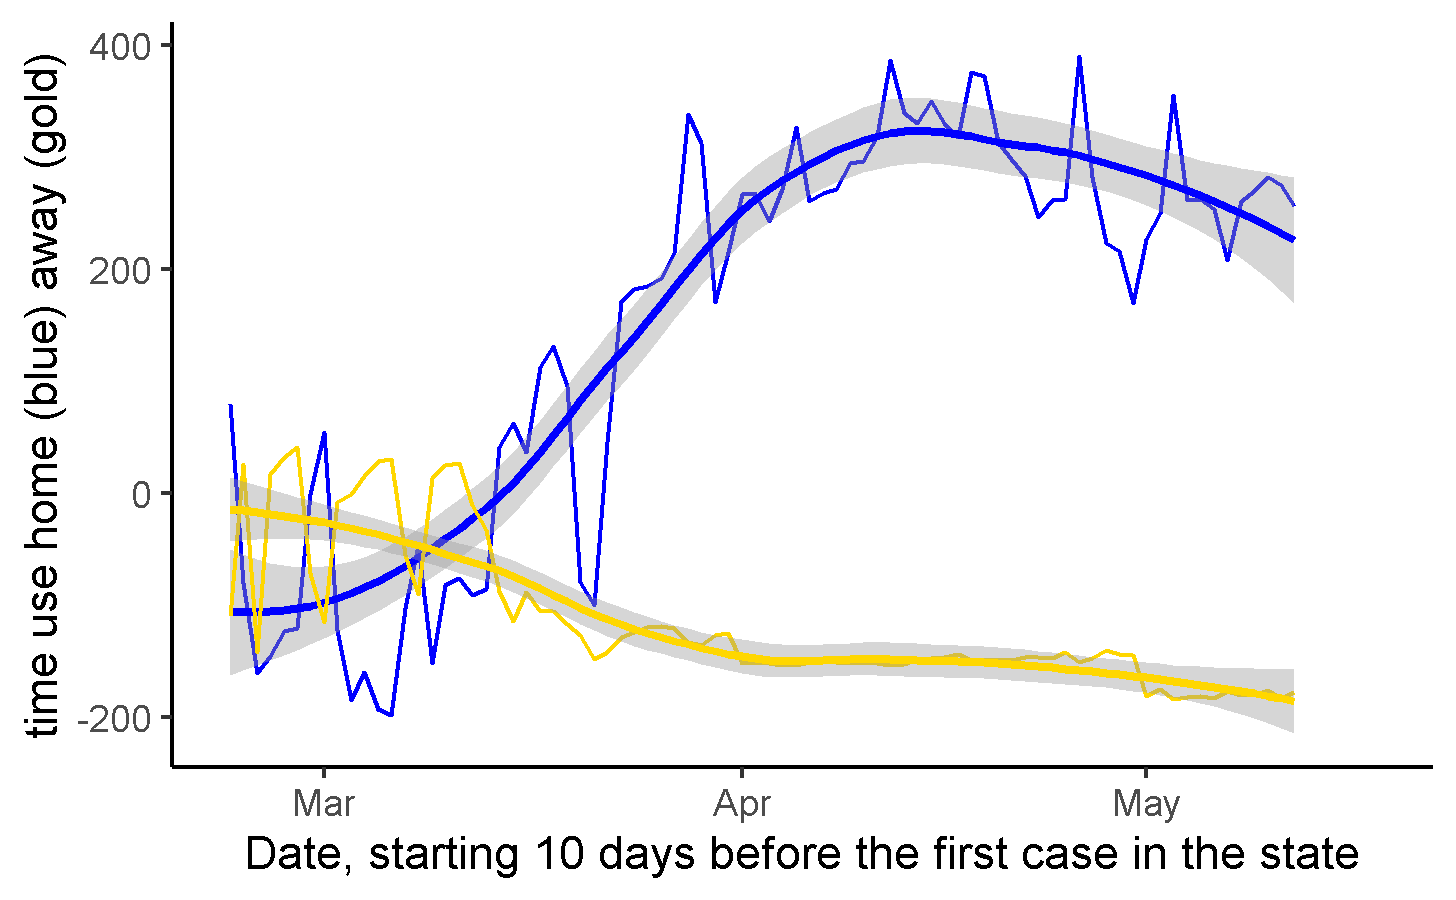 time use home (blue) away (gold)
400
200
0
-200
Mar
Apr
May
Date, starting 10 days before the first case in the state